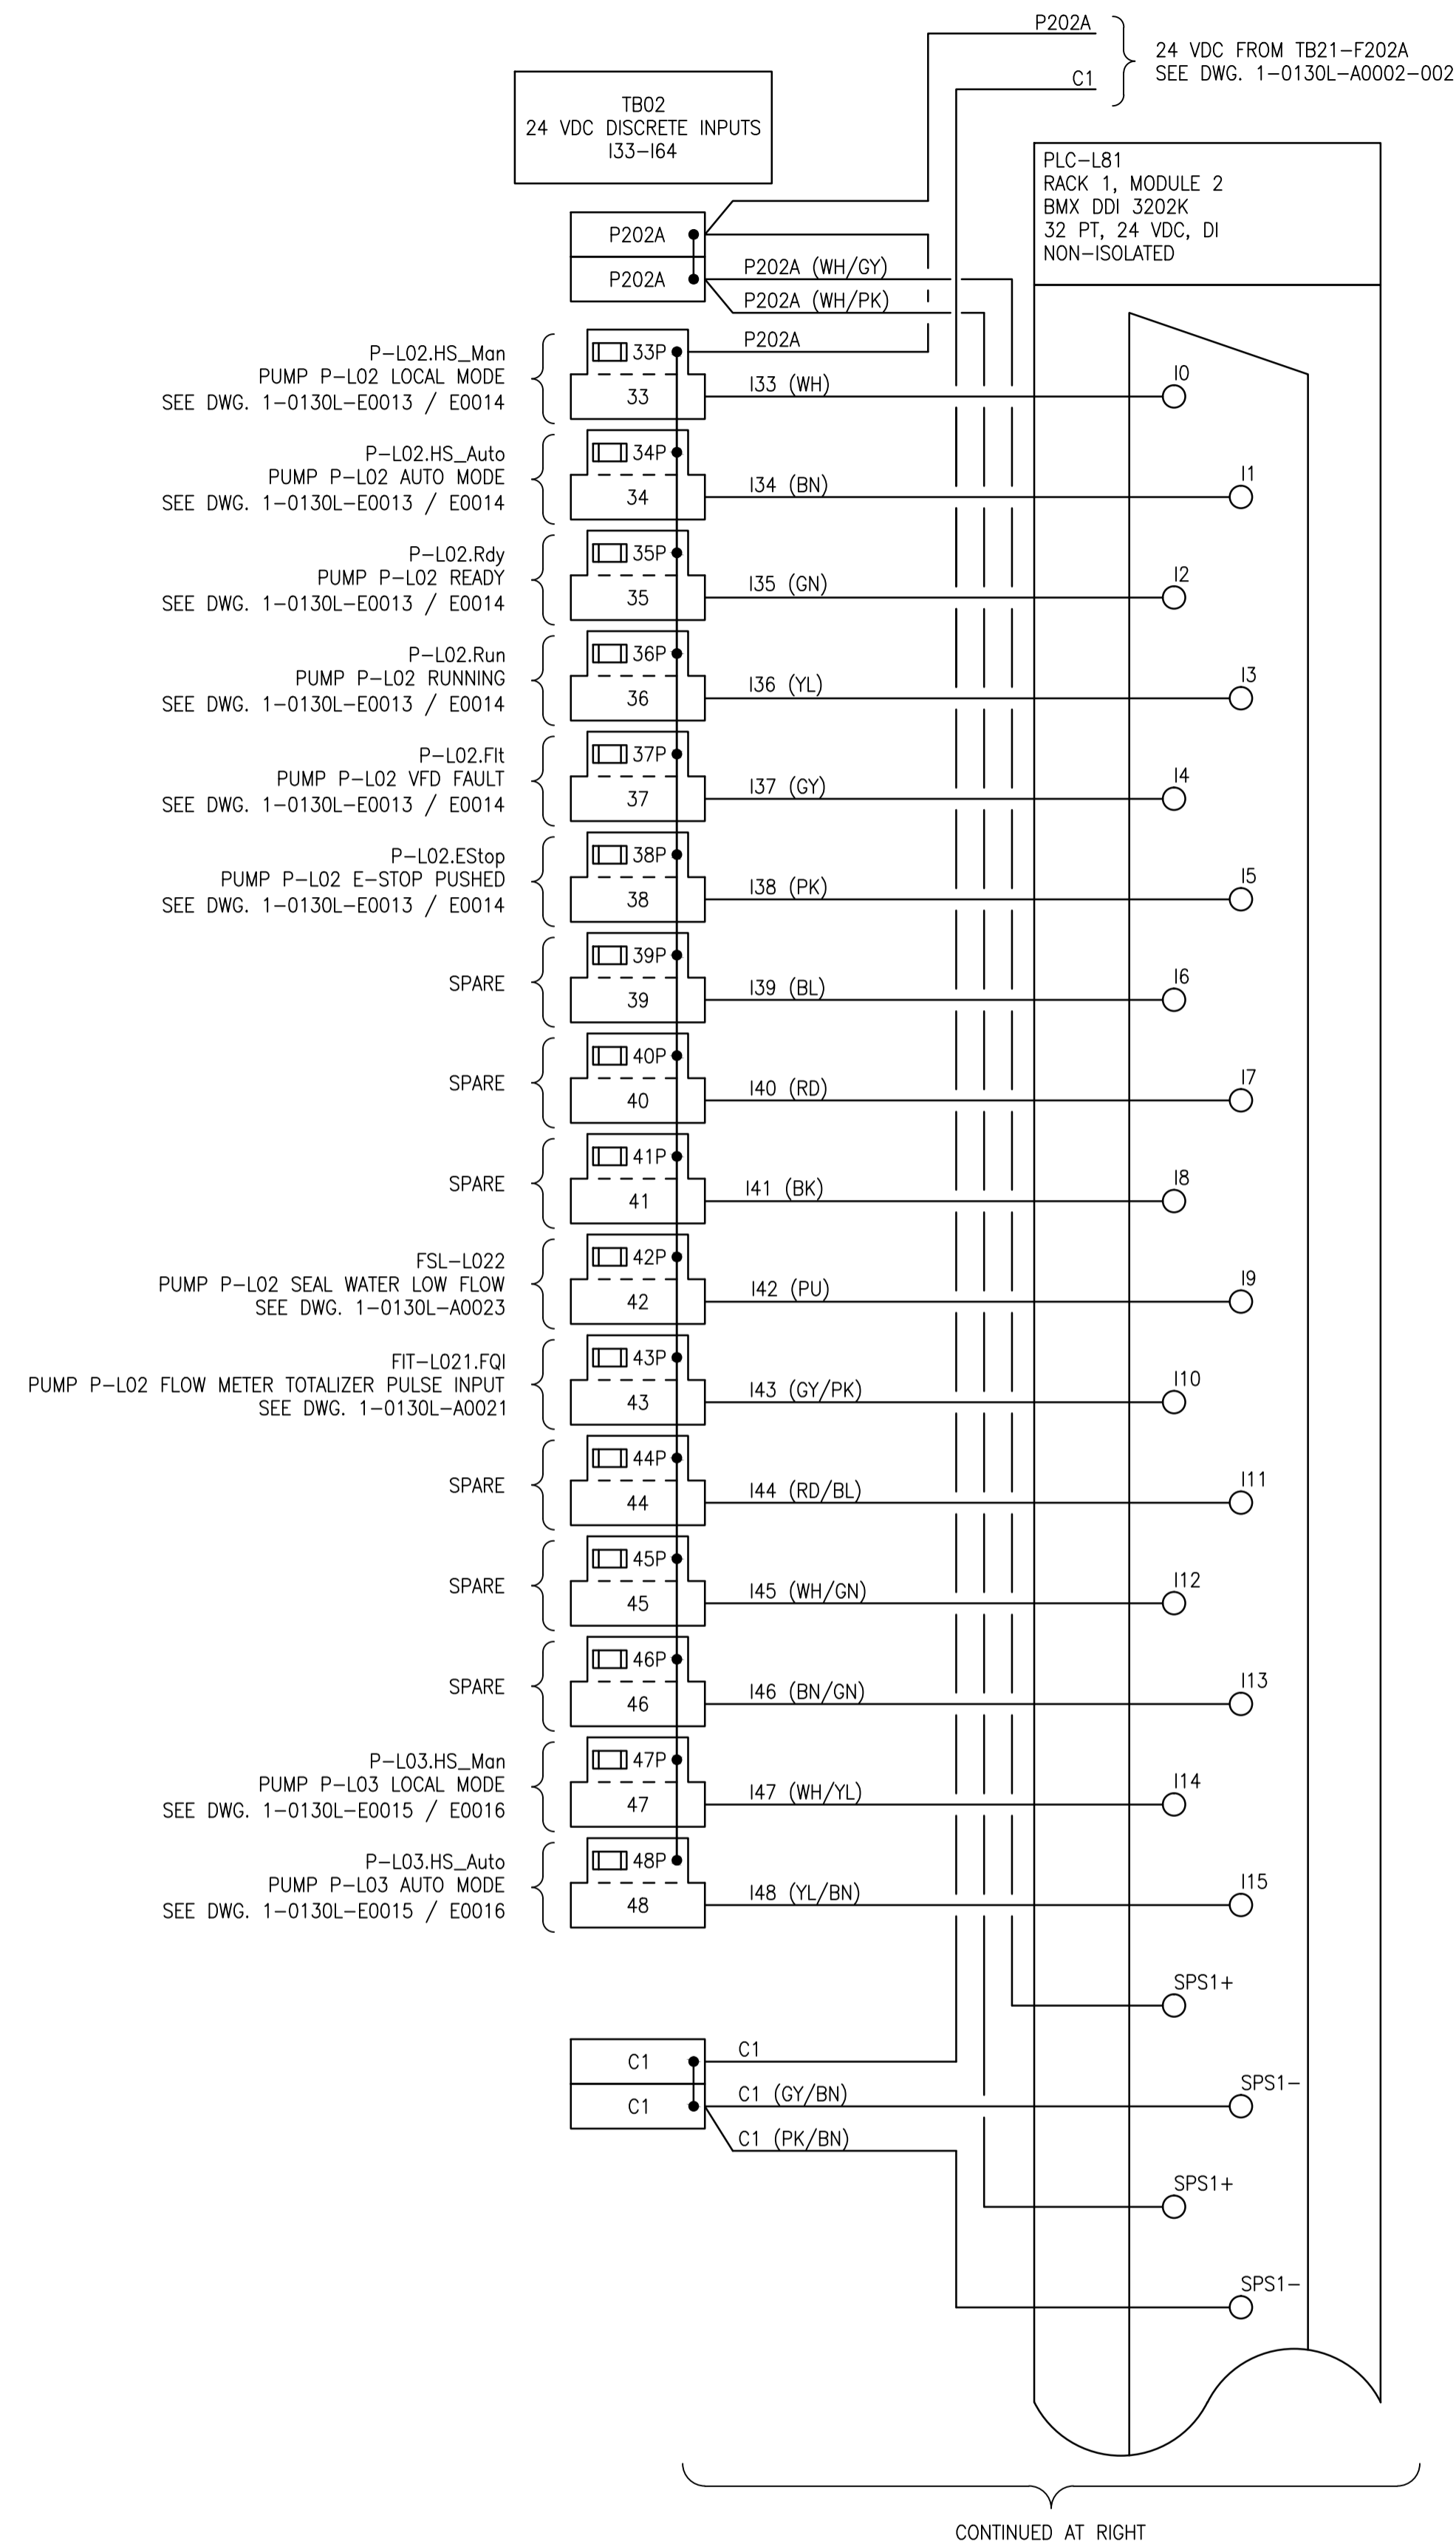 P202A
C1
24 VDC FROM TB21-F202A
SEE DWG. 1-0130L-A0002-002
TB02
24 VDC DISCRETE INPUTS
I33-I64
PLC-L81
RACK 1, MODULE 2
BMX DDI 3202K
32 PT, 24 VDC, DI
NON-ISOLATED
P202A
P202A
P202A (WH/GY)
P202A (WH/PK)
P202A
P-L02.HS_Man
PUMP P-L02 LOCAL MODE
SEE DWG. 1-0130L-E0013 / E0014
33P
33
I33 (WH)
I0
P-L02.HS_Auto
PUMP P-L02 AUTO MODE
SEE DWG. 1-0130L-E0013 / E0014
34P
34
I34 (BN)
I1
P-L02.Rdy
PUMP P-L02 READY
SEE DWG. 1-0130L-E0013 / E0014
35P
35
I35 (GN)
I2
P-L02.Run
PUMP P-L02 RUNNING
SEE DWG. 1-0130L-E0013 / E0014
36P
36
I36 (YL)
I3
P-L02.Flt
PUMP P-L02 VFD FAULT
SEE DWG. 1-0130L-E0013 / E0014
37P
37
I37 (GY)
I4
P-L02.EStop
PUMP P-L02 E-STOP PUSHED
SEE DWG. 1-0130L-E0013 / E0014
38P
38
I38 (PK)
I5
SPARE
39P
39
I39 (BL)
I6
SPARE
40P
40
I40 (RD)
I7
SPARE
41P
41
I41 (BK)
I8
FSL-L022
PUMP P-L02 SEAL WATER LOW FLOW
SEE DWG. 1-0130L-A0023
42P
42
I42 (PU)
I9
FIT-L021.FQI
PUMP P-L02 FLOW METER TOTALIZER PULSE INPUT
SEE DWG. 1-0130L-A0021
43P
43
I43 (GY/PK)
I10
SPARE
44P
44
I44 (RD/BL)
I11
SPARE
45P
45
I45 (WH/GN)
I12
SPARE
46P
46
I46 (BN/GN)
I13
P-L03.HS_Man
PUMP P-L03 LOCAL MODE
SEE DWG. 1-0130L-E0015 / E0016
47P
47
I47 (WH/YL)
I14
P-L03.HS_Auto
PUMP P-L03 AUTO MODE
SEE DWG. 1-0130L-E0015 / E0016
48P
48
I48 (YL/BN)
I15
SPS1+
C1
C1
C1
C1 (GY/BN)
SPS1-
C1 (PK/BN)
SPS1+
SPS1-
CONTINUED AT RIGHT